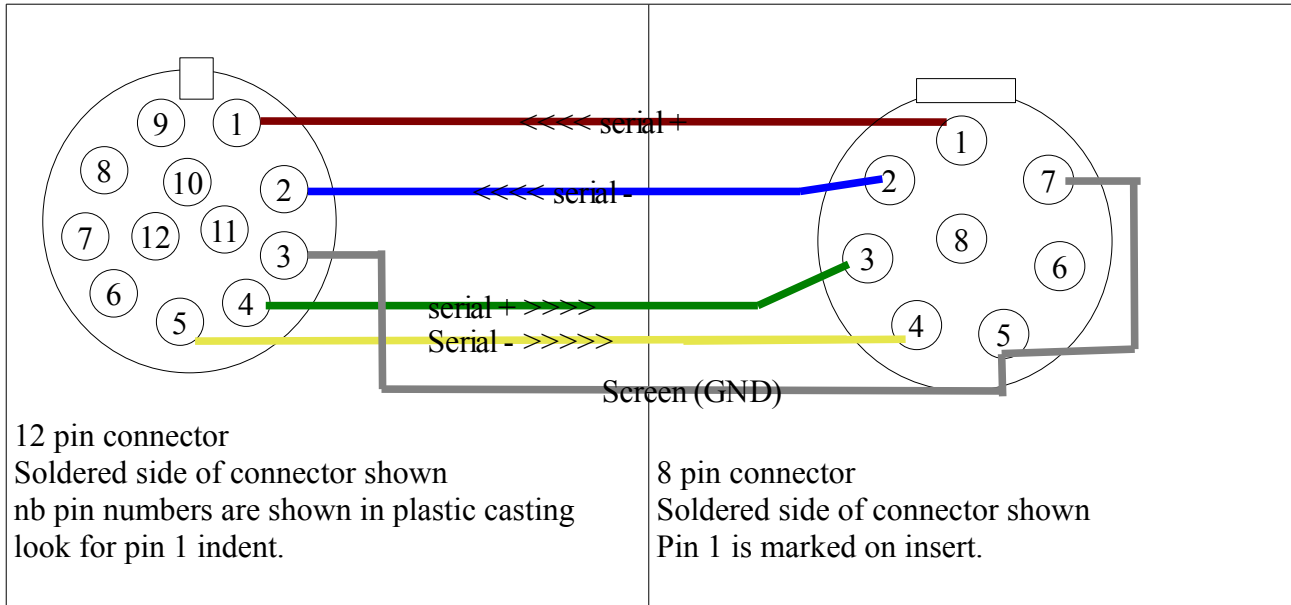 9
1
<<<< serial +
1
8
10
2
<<<< serial -
2
7
7
12
11
3
3
8
6
6
5
4
serial + >>>>
4
5
Serial - >>>>>
Screen (GND)
12 pin connector
Soldered side of connector shown
nb pin numbers are shown in plastic casting
look for pin 1 indent.
8 pin connector
Soldered side of connector shown
Pin 1 is marked on insert.